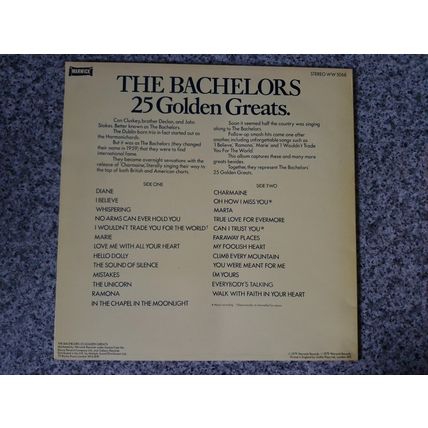 WARWICK
STEREO WW 5068
THE BACHELORS
25 Golden Greats.
Con Cluskey, brother Declan, and John
Stokes. Better known as The Bachelors.
The Dublin born trio in fact started out as
the Harmonichords.
But it was as The Bachelors (they changed
their name in 1959) that they were to find
international fame.
They became overnight sensations with the
release of 'Charmaine', literally singing their way to the
top of both British and American charts.
Soon it seemed half the country was singing
along to The Bachelors.
Follow-up smash hits came one after
another, including unforgettable songs such as
'I Believe', 'Ramona', 'Marie' and 'I Wouldn't Trade
You For The World'.
This album captures these and many more
greats besides.
Together, they represent The Bachelors'
25 Golden Greats.
SIDE ONE
DIANE
I BELIEVE
WHISPERING
NO ARMS CAN EVER HOLD YOU
I WOULDN'T TRADE YOU FOR THE WORLD
MARIE
LOVE ME WITH ALL YOUR HEART
HELLO DOLLY
THE SOUND OF SILENCE
MISTAKES
THE UNICORN
RAMONA
IN THE CHAPEL IN THE MOONLIGHT
SIDE TWO
CHARMAINE
OH HOW I MISS YOU*
MARTA
TRUE LOVE FOR EVERMORE
CAN I TRUST YOU*
FARAWAY PLACES
MY FOOLISH HEART
CLIMB EVERY MOUNTAIN
YOU WERE MEANT FOR ME
I'M YOURS
EVERYBODY'S TALKING
WALK WITH FAITH IN YOUR HEART
THE BACHELORS 25 GOLDEN GREATS